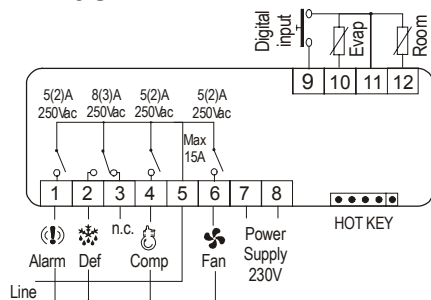 Digital
input
Evap
Room
9 10 11 12
5(2)A 8(3)A 5(2)A 5(2)A
250Vac 250Vac 250Vac 250Vac
Max
15A
1 2 3 4 5 6 7 8
n.c.
HOT KEY
Alarm Def Comp Fan Power
Supply
230V
Line